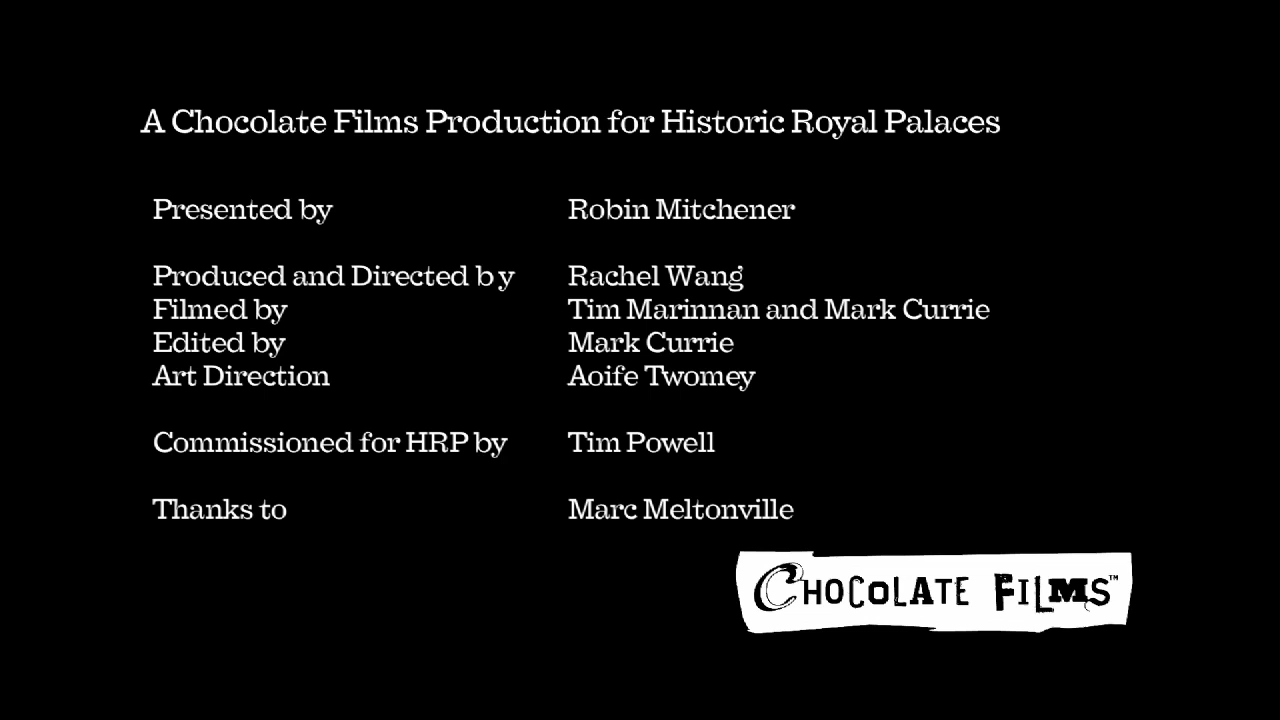 A Chocolate Films Production for Historic Royal Palaces
Presented by Robin Mitchener
Produced and Directed by Rachel Wang
Filmed by Tim Marinnan and Mark Currie
Edited by Mark Currie
Art Direction Aoife Twomey
Commissioned for HRP by Tim Powell
Thanks to Marc Meltonville
CHOCOLATE FILMS™